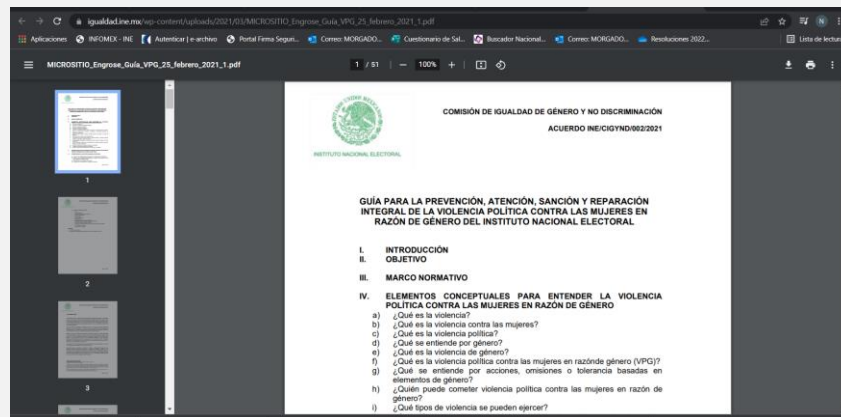 igualdad.ine.mx/wp-content/uploads/2021/03/MICROSITIO_Engrose_Guía_VPG_25_febrero_2021_1.pdf
Aplicaciones INFOMEX - INE Autenticar | e-archivo Portal Firma Seguri... Correo: MORGADO... Cuestionario de Sal... Buscador Nacional... Correo: MORGADO... Resoluciones 2022... Lista de lectura
MICROSITIO_Engrose_Guía_VPG_25_febrero_2021_1.pdf 1 / 51 100%
1
2
3
INSTITUTO NACIONAL ELECTORAL
COMISIÓN DE IGUALDAD DE GÉNERO Y NO DISCRIMINACIÓN
ACUERDO INE/CIGYND/002/2021
GUÍA PARA LA PREVENCIÓN, ATENCIÓN, SANCIÓN Y REPARACIÓN
INTEGRAL DE LA VIOLENCIA POLÍTICA CONTRA LAS MUJERES EN
RAZÓN DE GÉNERO DEL INSTITUTO NACIONAL ELECTORAL
I. INTRODUCCIÓN
II. OBJETIVO
III. MARCO NORMATIVO
IV. ELEMENTOS CONCEPTUALES PARA ENTENDER LA VIOLENCIA
POLÍTICA CONTRA LAS MUJERES EN RAZÓN DE GÉNERO
a) ¿Qué es la violencia?
b) ¿Qué es la violencia contra las mujeres?
c) ¿Qué es la violencia política?
d) ¿Qué se entiende por género?
e) ¿Qué es la violencia de género?
f) ¿Qué es la violencia política contra las mujeres en razónde género (VPG)?
g) ¿Qué se entiende por acciones, omisiones o tolerancia basadas en
elementos de género?
h) ¿Quién puede cometer violencia política contra las mujeres en razón de
género?
i) ¿Qué tipos de violencia se pueden ejercer?